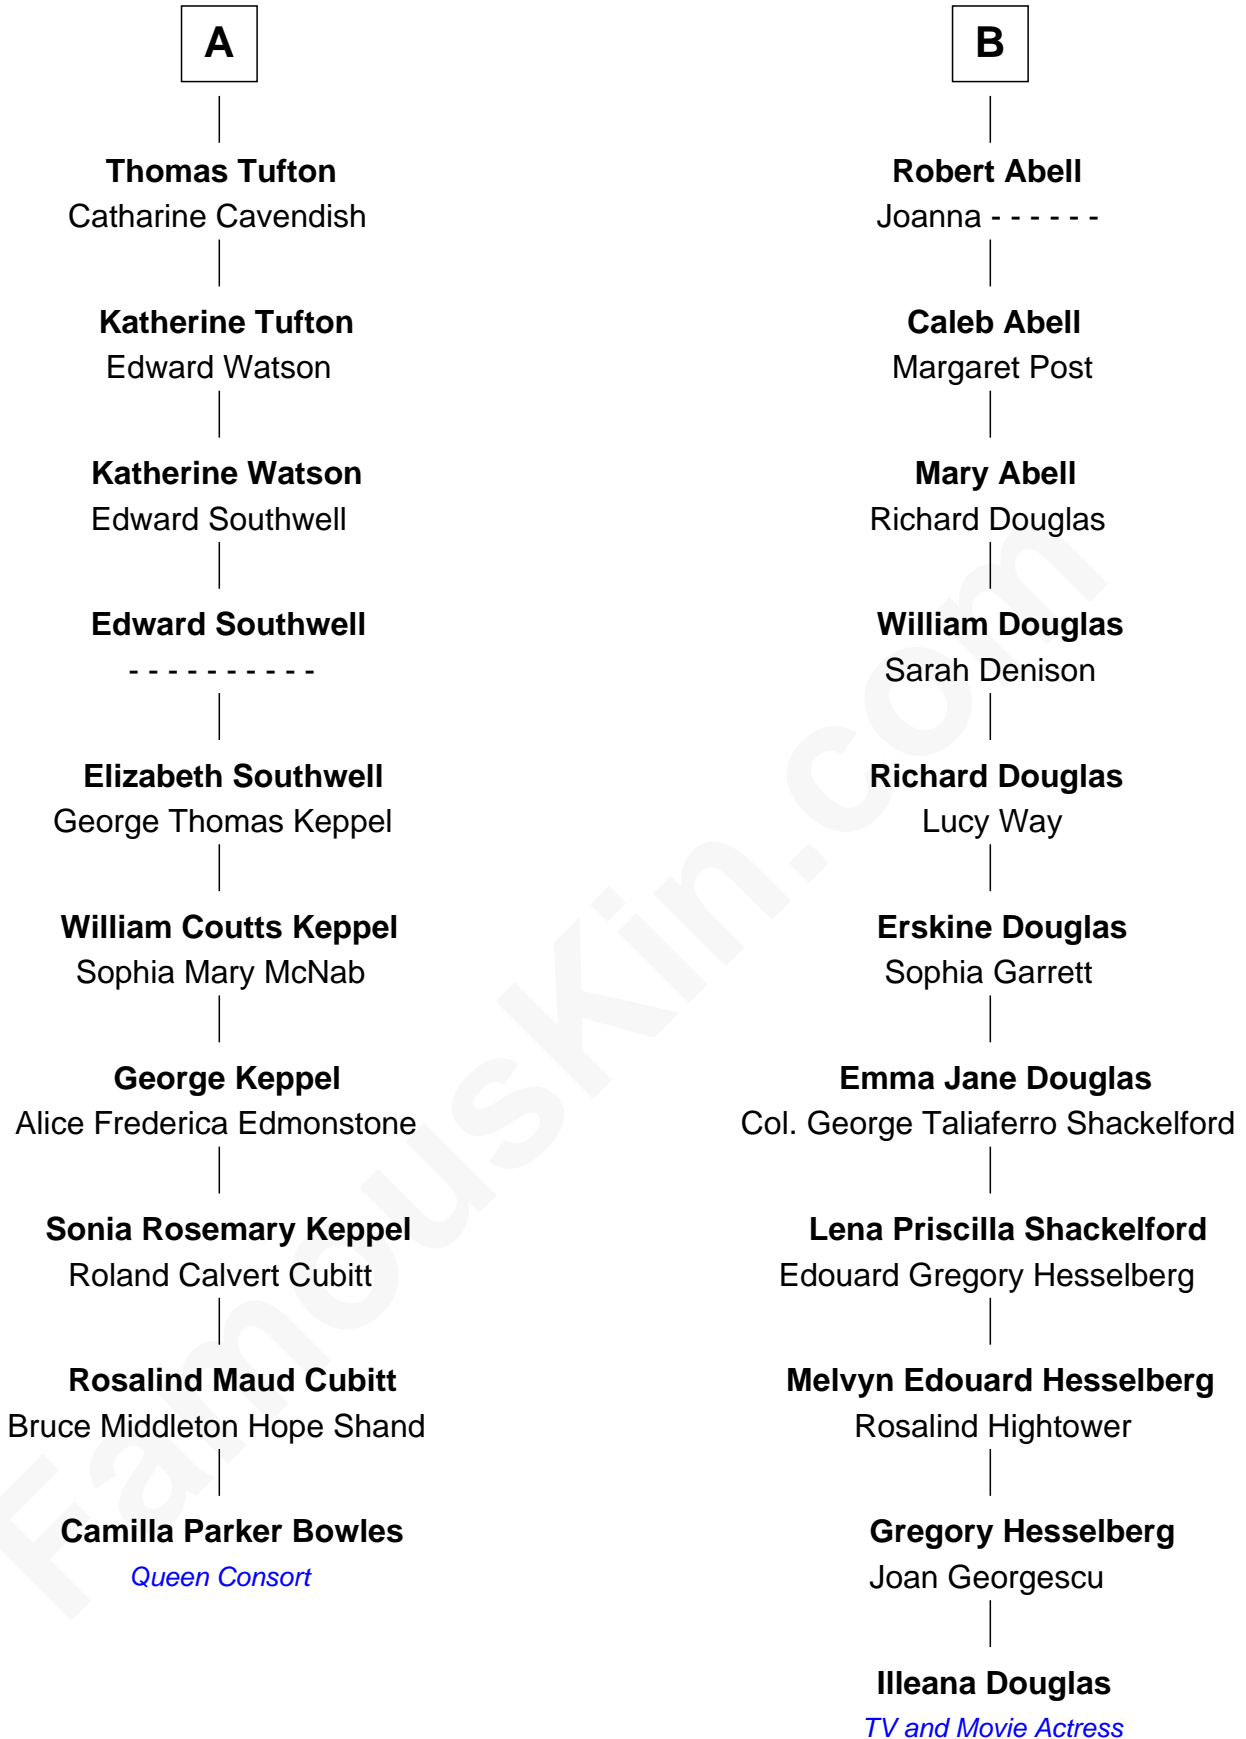 A
Thomas Tufton
Catharine Cavendish
Katherine Tufton
Edward Watson
Katherine Watson
Edward Southwell
Edward Southwell
- - - - - - - - - -
Elizabeth Southwell
George Thomas Keppel
William Coutts Keppel
Sophia Mary McNab
George Keppel
Alice Frederica Edmonstone
Sonia Rosemary Keppel
Roland Calvert Cubitt
Rosalind Maud Cubitt
Bruce Middleton Hope Shand
Camilla Parker Bowles
Queen Consort
B
Robert Abell
Joanna - - - - - -
Caleb Abell
Margaret Post
Mary Abell
Richard Douglas
William Douglas
Sarah Denison
Richard Douglas
Lucy Way
Erskine Douglas
Sophia Garrett
Emma Jane Douglas
Col. George Taliaferro Shackelford
Lena Priscilla Shackelford
Edouard Gregory Hesselberg
Melvyn Edouard Hesselberg
Rosalind Hightower
Gregory Hesselberg
Joan Georgescu
Illeana Douglas
TV and Movie Actress
FamousKin.com